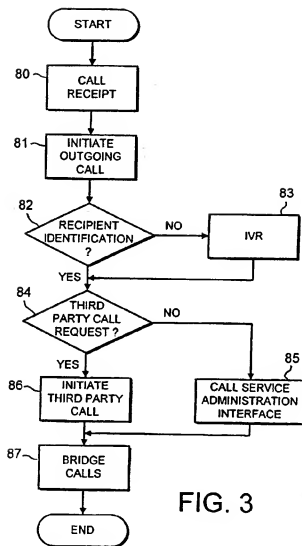 START
80
CALL
RECEIPT
81
INITIATE
OUTGOING
CALL
82
RECIPIENT
IDENTIFICATION
?
NO
83
IVR
YES
84
THIRD
PARTY CALL
REQUEST ?
NO
YES
86
INITIATE
THIRD PARTY
CALL
85
CALL SERVICE
ADMINISTRATION
INTERFACE
87
BRIDGE
CALLS
FIG. 3
END